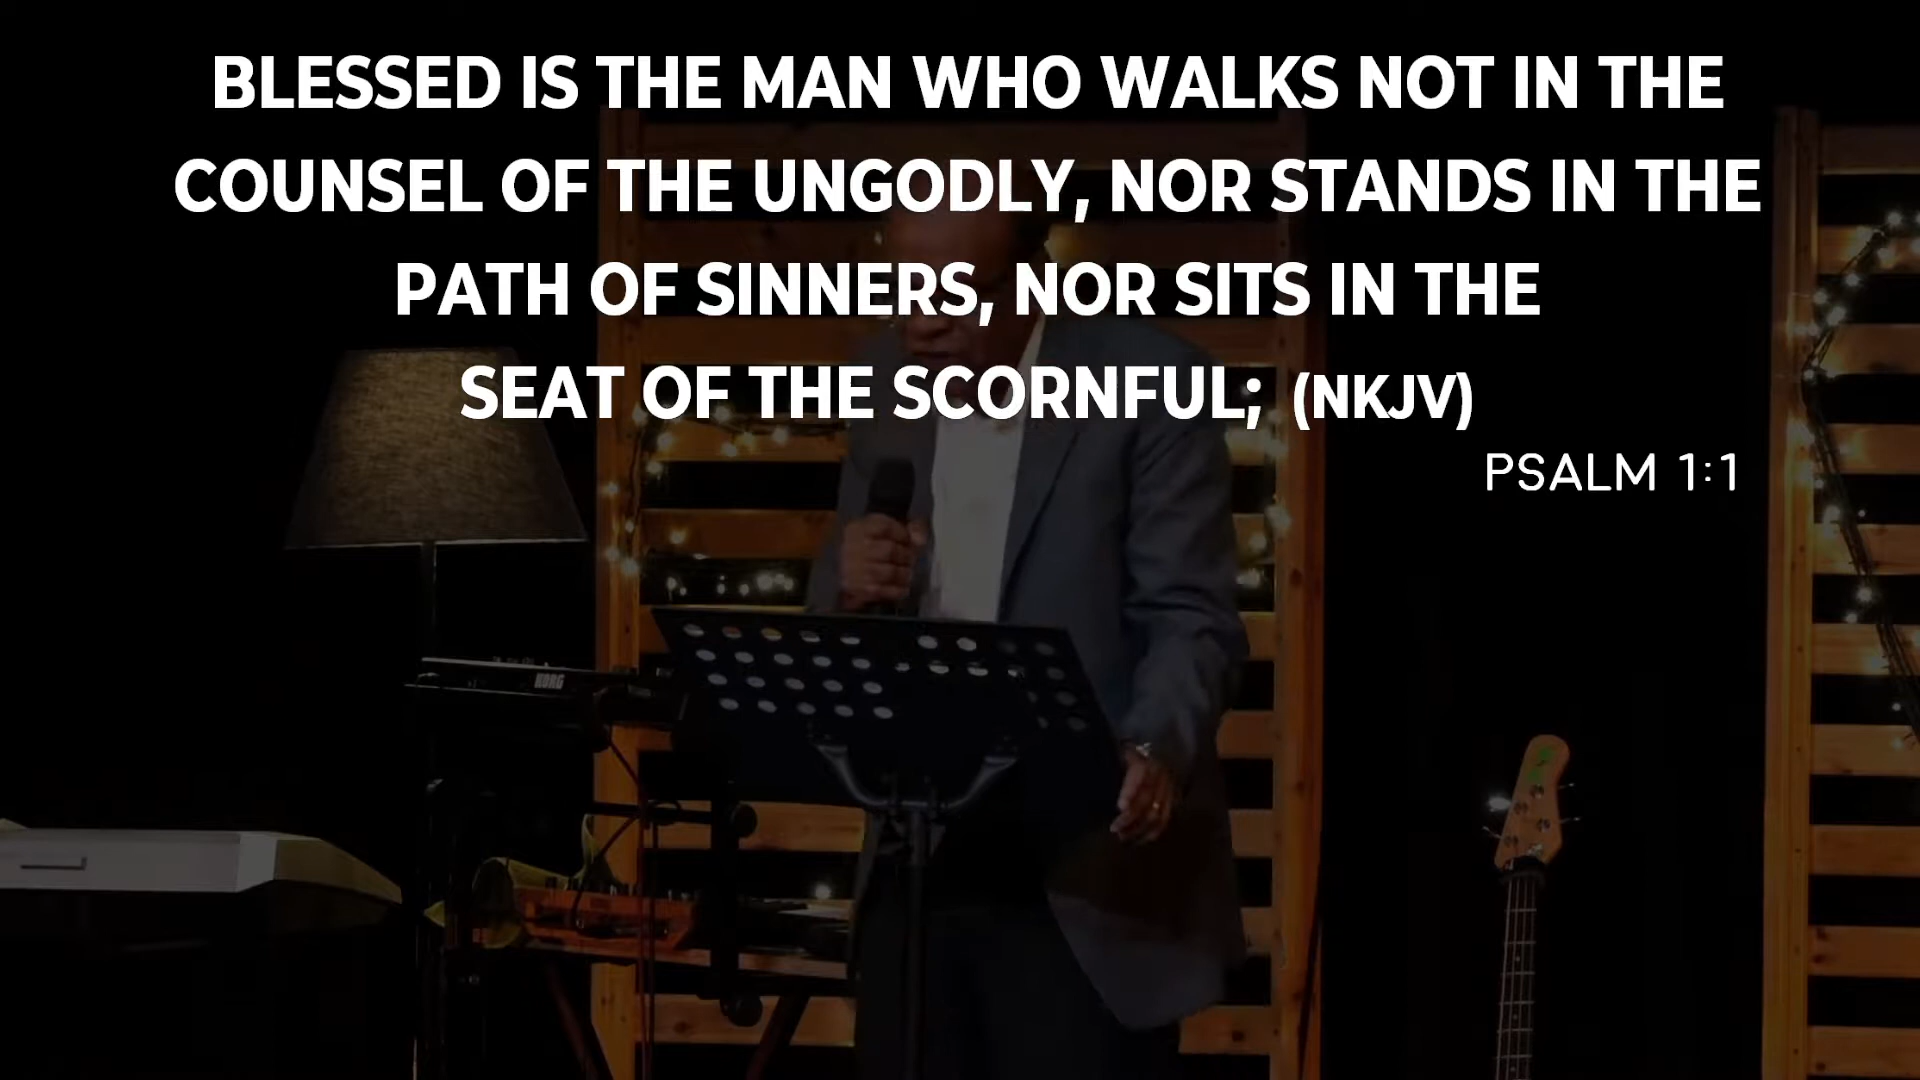 BLESSED IS THE MAN WHO WALKS NOT IN THE
COUNSEL OF THE UNGODLY, NOR STANDS IN THE
PATH OF SINNERS, NOR SITS IN THE
SEAT OF THE SCORNFUL; (NKJV)
PSALM 1:1
KORG